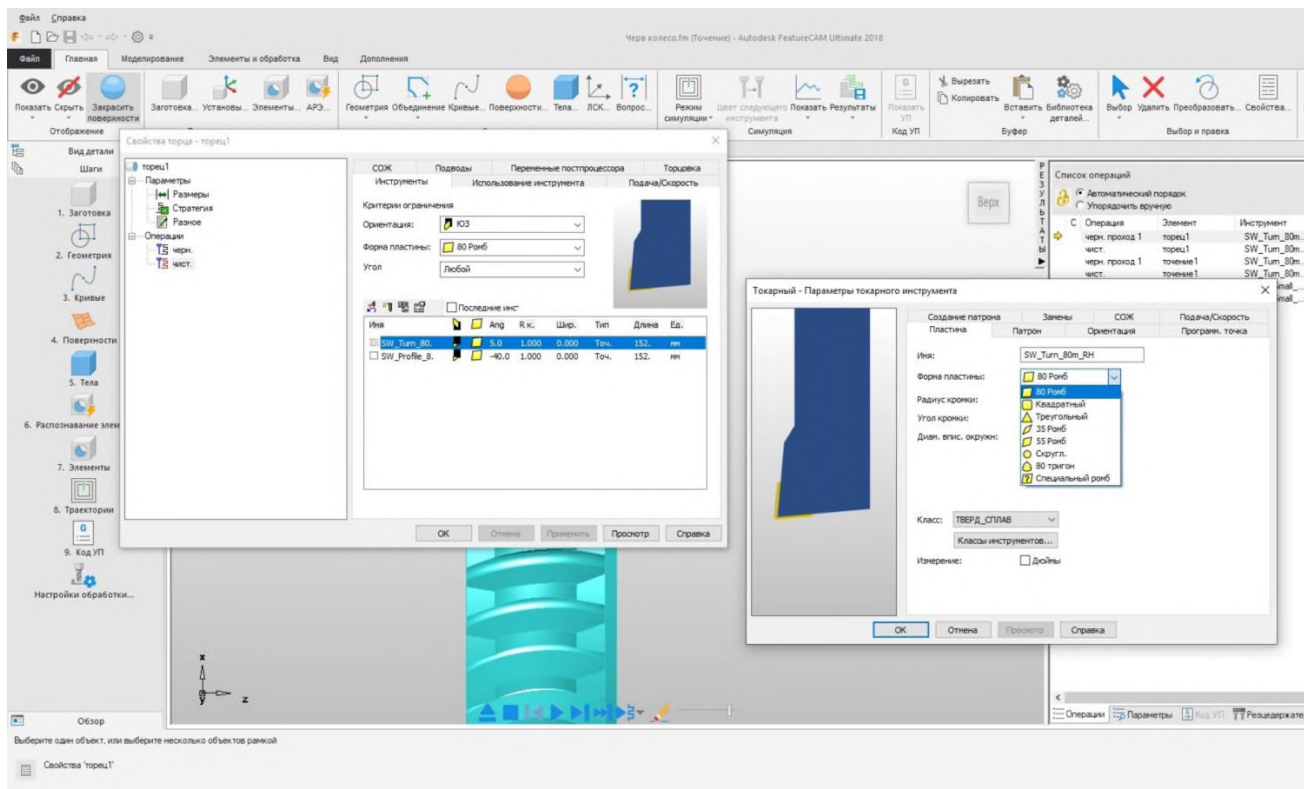 Файл Справка
Черв колесо.fm (Точение) - Autodesk FeatureCAM Ultimate 2018
Файл Главная Моделирование Элементы и обработка Вид Дополнения
Показать Скрыть Закрасить поверхности
Заготовка... Установы... Элементы... АРЭ...
Геометрия Объединение Кривые... Поверхности... Тела... ЛСК... Вопрос...
Режим симуляции Цвет следующего инструмента Показать Результаты
Показать УП
Вырезать
Копировать
Вставить Библиотека деталей...
Выбор Удалить Преобразовать... Свойства...
Отображение
Симуляция
Код УП
Буфер
Выбор и правка
Вид детали
Шаги
1. Заготовка
2. Геометрия
3. Кривые
4. Поверхности
5. Тела
6. Распознавание элем
7. Элементы
8. Траектории
9. Код УП
Настройки обработки...
Обзор
Свойства торца - торец1
торец1
Параметры
Размеры
Стратегия
Разное
Операции
черн.
чист.
СОЖ Подводы Переменные постпроцессора Торцовка
Инструменты Использование инструмента Подача/Скорость
Критерии ограничения
Ориентация: ЮЗ
Форма пластины: 80 Ромб
Угол Любой
Последние инс
Имя Ang R к. Шир. Тип Длина Ед.
SW_Turn_80. 5.0 1.000 0.000 Точ. 152. мм
SW_Profile_8. -40.0 1.000 0.000 Точ. 152. мм
ОК Отмена Применить Просмотр Справка
Верх
РЕЗУЛЬТАТЫ
Список операций
Автоматический порядок
Упорядочить вручную
С Операция Элемент Инструмент
черн. проход 1 торец1 SW_Turn_80m...
чист. торец1 SW_Turn_80m...
черн. проход 1 точение1 SW_Turn_80m...
чист. точение1 SW_Turn_80m...
Токарный - Параметры токарного инструмента
Создание патрона Замены СОЖ Подача/Скорость
Пластина Патрон Ориентация Программ. точка
Имя: SW_Turn_80m_RH
Форма пластины: 80 Ромб
Радиус кромки:
Угол кромки:
Диам. впис. окружн:
80 Ромб
Квадратный
Треугольный
35 Ромб
55 Ромб
Скругл.
80 тригон
Специальный ромб
Класс: ТВЕРД_СПЛАВ
Классы инструментов...
Измерение: Дюймы
ОК Отмена Просмотр Справка
x
y z
Операции Параметры Код УП Резцедержате
Выберите один объект, или выберите несколько объектов рамкой
Свойства 'торец1'